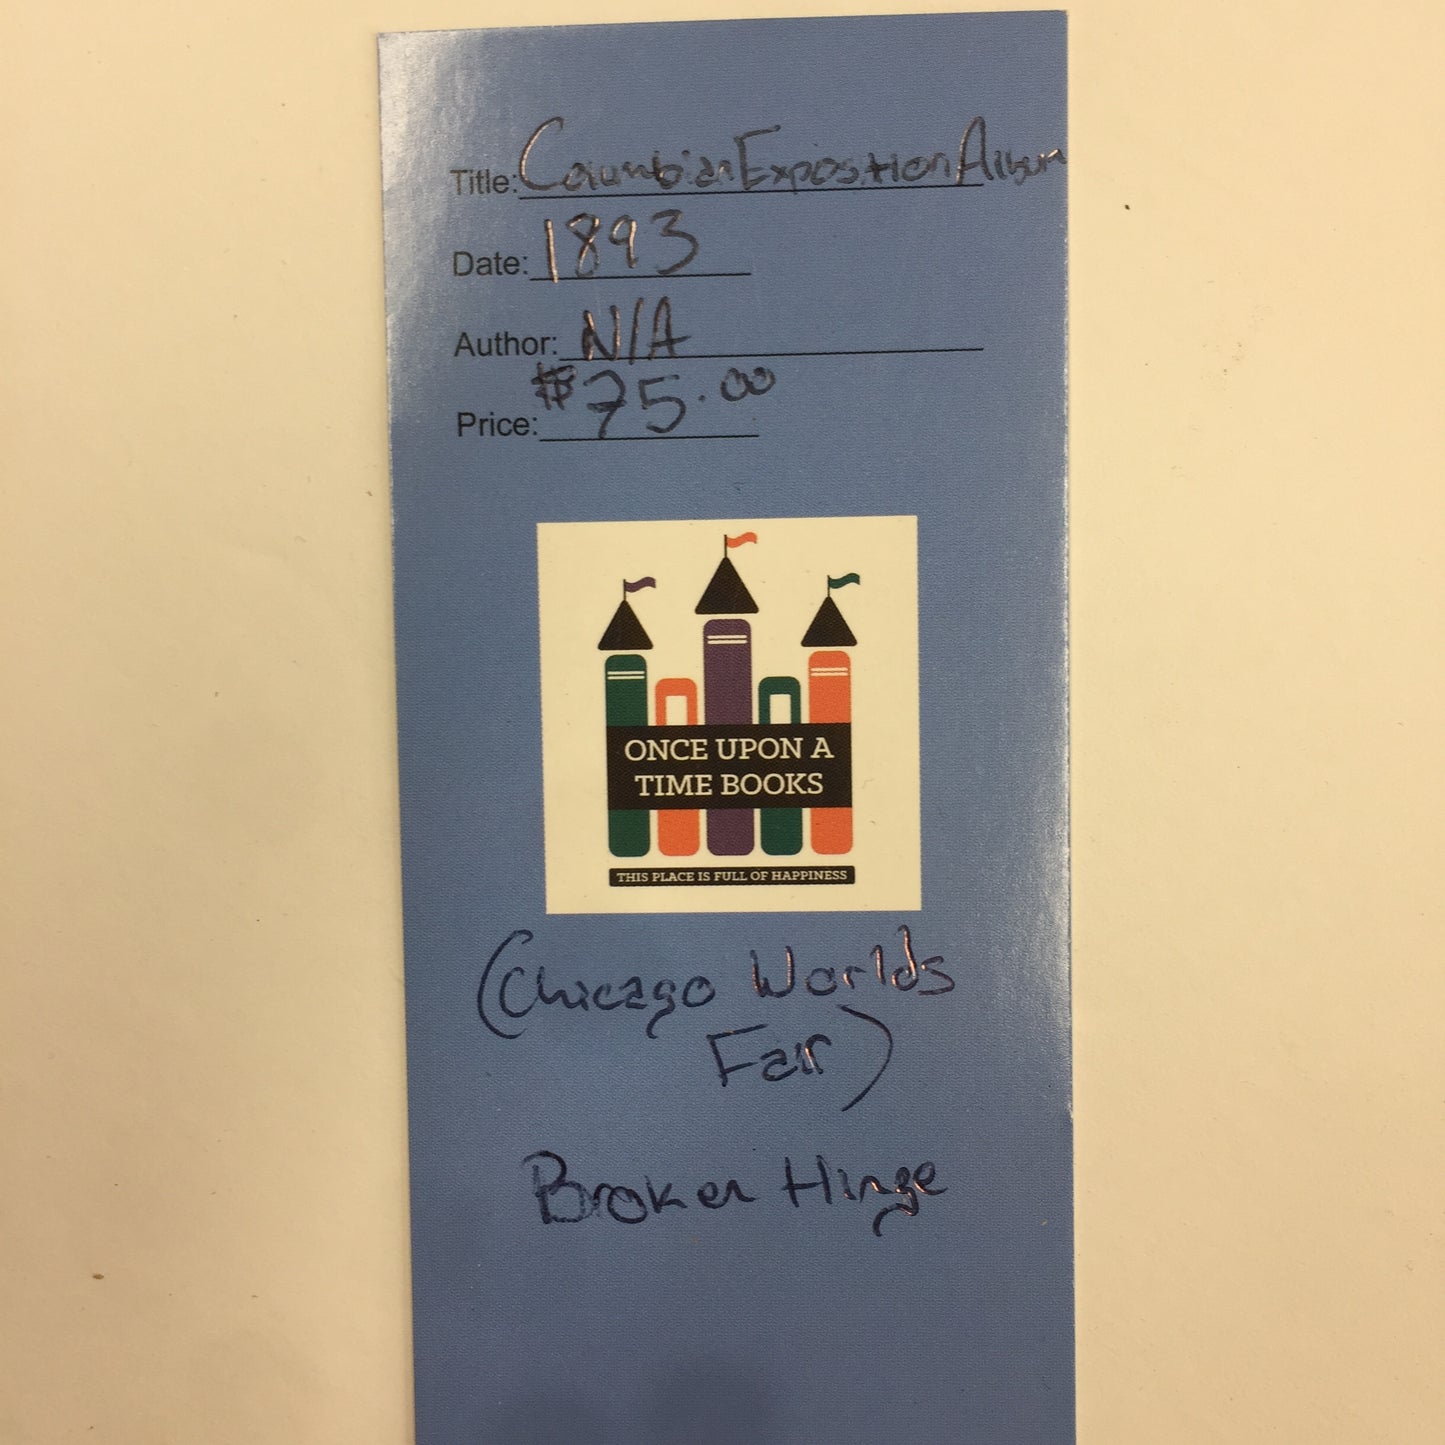 Title: Columbian Exposition Album
Date: 1893
Author: N/A
Price: $75.00
ONCE UPON A
TIME BOOKS
THIS PLACE IS FULL OF HAPPINESS
(Chicago Worlds
Fair)
Broken Hinge